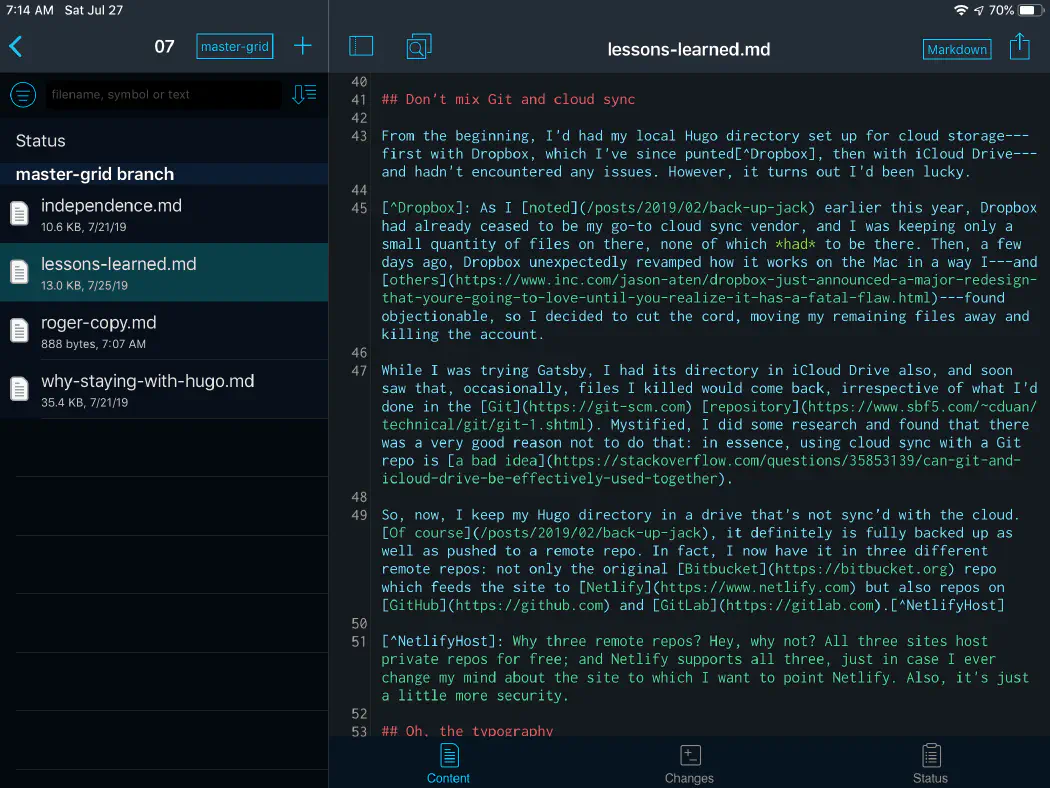 7:14 AM Sat Jul 27
70%
07
master-grid
lessons-learned.md
Markdown
filename, symbol or text
Status
master-grid branch
independence.md
10.6 KB, 7/21/19
lessons-learned.md
13.0 KB, 7/25/19
roger-copy.md
888 bytes, 7:07 AM
why-staying-with-hugo.md
35.4 KB, 7/21/19
40
41 ## Don't mix Git and cloud sync
42
43 From the beginning, I'd had my local Hugo directory set up for cloud storage---
first with Dropbox, which I've since punted[^Dropbox], then with iCloud Drive---
and hadn't encountered any issues. However, it turns out I'd been lucky.
44
45 [^Dropbox]: As I [noted](/posts/2019/02/back-up-jack) earlier this year, Dropbox
had already ceased to be my go-to cloud sync vendor, and I was keeping only a
small quantity of files on there, none of which *had* to be there. Then, a few
days ago, Dropbox unexpectedly revamped how it works on the Mac in a way I---and
[others](https://www.inc.com/jason-aten/dropbox-just-announced-a-major-redesign-
that-youre-going-to-love-until-you-realize-it-has-a-fatal-flaw.html)---found
objectionable, so I decided to cut the cord, moving my remaining files away and
killing the account.
46
47 While I was trying Gatsby, I had its directory in iCloud Drive also, and soon
saw that, occasionally, files I killed would come back, irrespective of what I'd
done in the [Git](https://git-scm.com) [repository](https://www.sbf5.com/~cduan/
technical/git/git-1.shtml). Mystified, I did some research and found that there
was a very good reason not to do that: in essence, using cloud sync with a Git
repo is [a bad idea](https://stackoverflow.com/questions/35853139/can-git-and-
icloud-drive-be-effectively-used-together).
48
49 So, now, I keep my Hugo directory in a drive that's not sync'd with the cloud.
[Of course](/posts/2019/02/back-up-jack), it definitely is fully backed up as
well as pushed to a remote repo. In fact, I now have it in three different
remote repos: not only the original [Bitbucket](https://bitbucket.org) repo
which feeds the site to [Netlify](https://www.netlify.com) but also repos on
[GitHub](https://github.com) and [GitLab](https://gitlab.com).[^NetlifyHost]
50
51 [^NetlifyHost]: Why three remote repos? Hey, why not? All three sites host
private repos for free; and Netlify supports all three, just in case I ever
change my mind about the site to which I want to point Netlify. Also, it's just
a little more security.
52
53 ## Oh, the typography
Content
Changes
Status